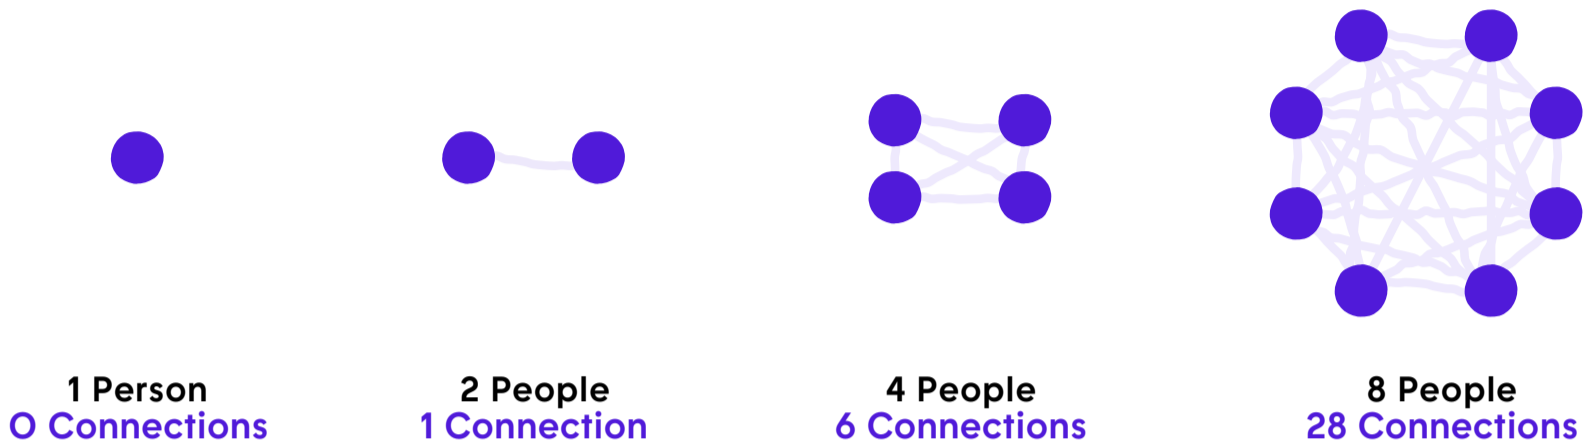 1 Person
0 Connections
2 People
1 Connection
4 People
6 Connections
8 People
28 Connections